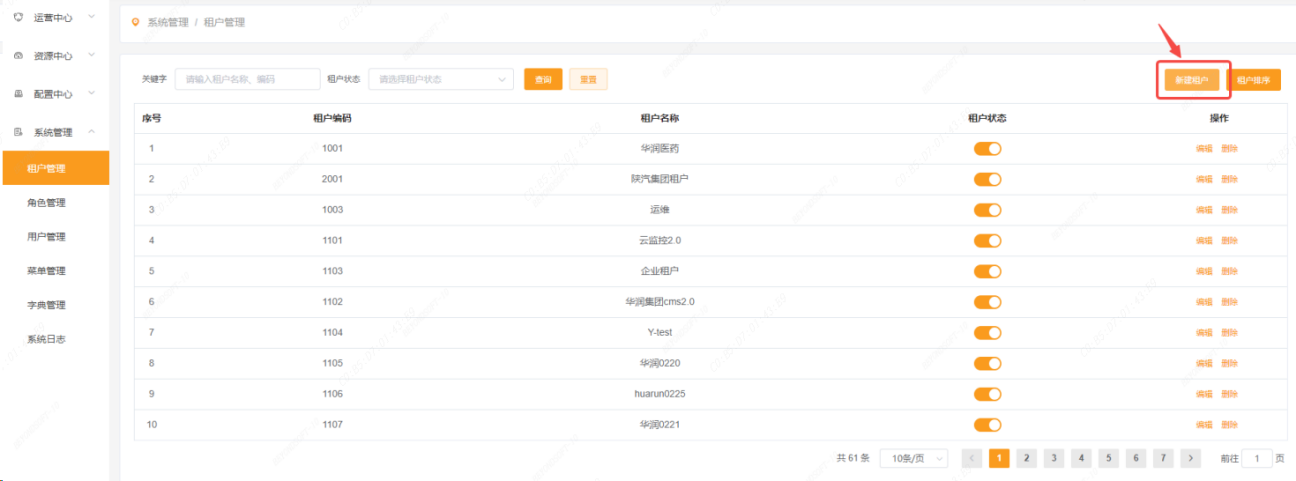 运营中心
资源中心
配置中心
系统管理
租户管理
角色管理
用户管理
菜单管理
字典管理
系统日志
系统管理 / 租户管理
关键字 请输入租户名称、编码 租户状态 请选择租户状态 查询 重置 新建租户 租户排序
序号 租户编码 租户名称 租户状态 操作
1 1001 华润医药 编辑 删除
2 2001 陕汽集团租户 编辑 删除
3 1003 运维 编辑 删除
4 1101 云监控2.0 编辑 删除
5 1103 企业租户 编辑 删除
6 1102 华润集团cms2.0 编辑 删除
7 1104 Y-test 编辑 删除
8 1105 华润0220 编辑 删除
9 1106 huarun0225 编辑 删除
10 1107 华润0221 编辑 删除
共 61 条 10条/页 < 1 2 3 4 5 6 7 > 前往 1 页